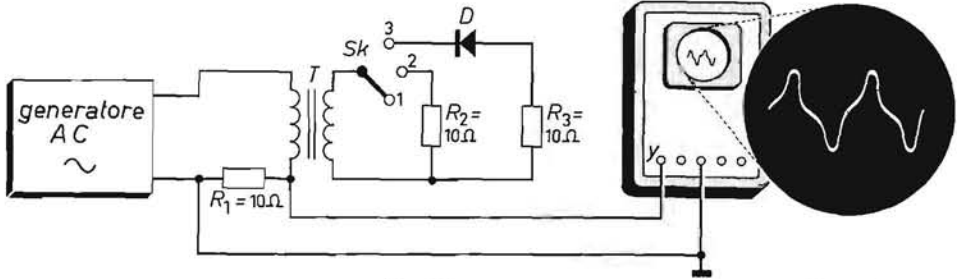 generatore
AC
R1 = 10Ω
T
Sk
3
2
1
D
R2 =
10Ω
R3 =
10Ω
y